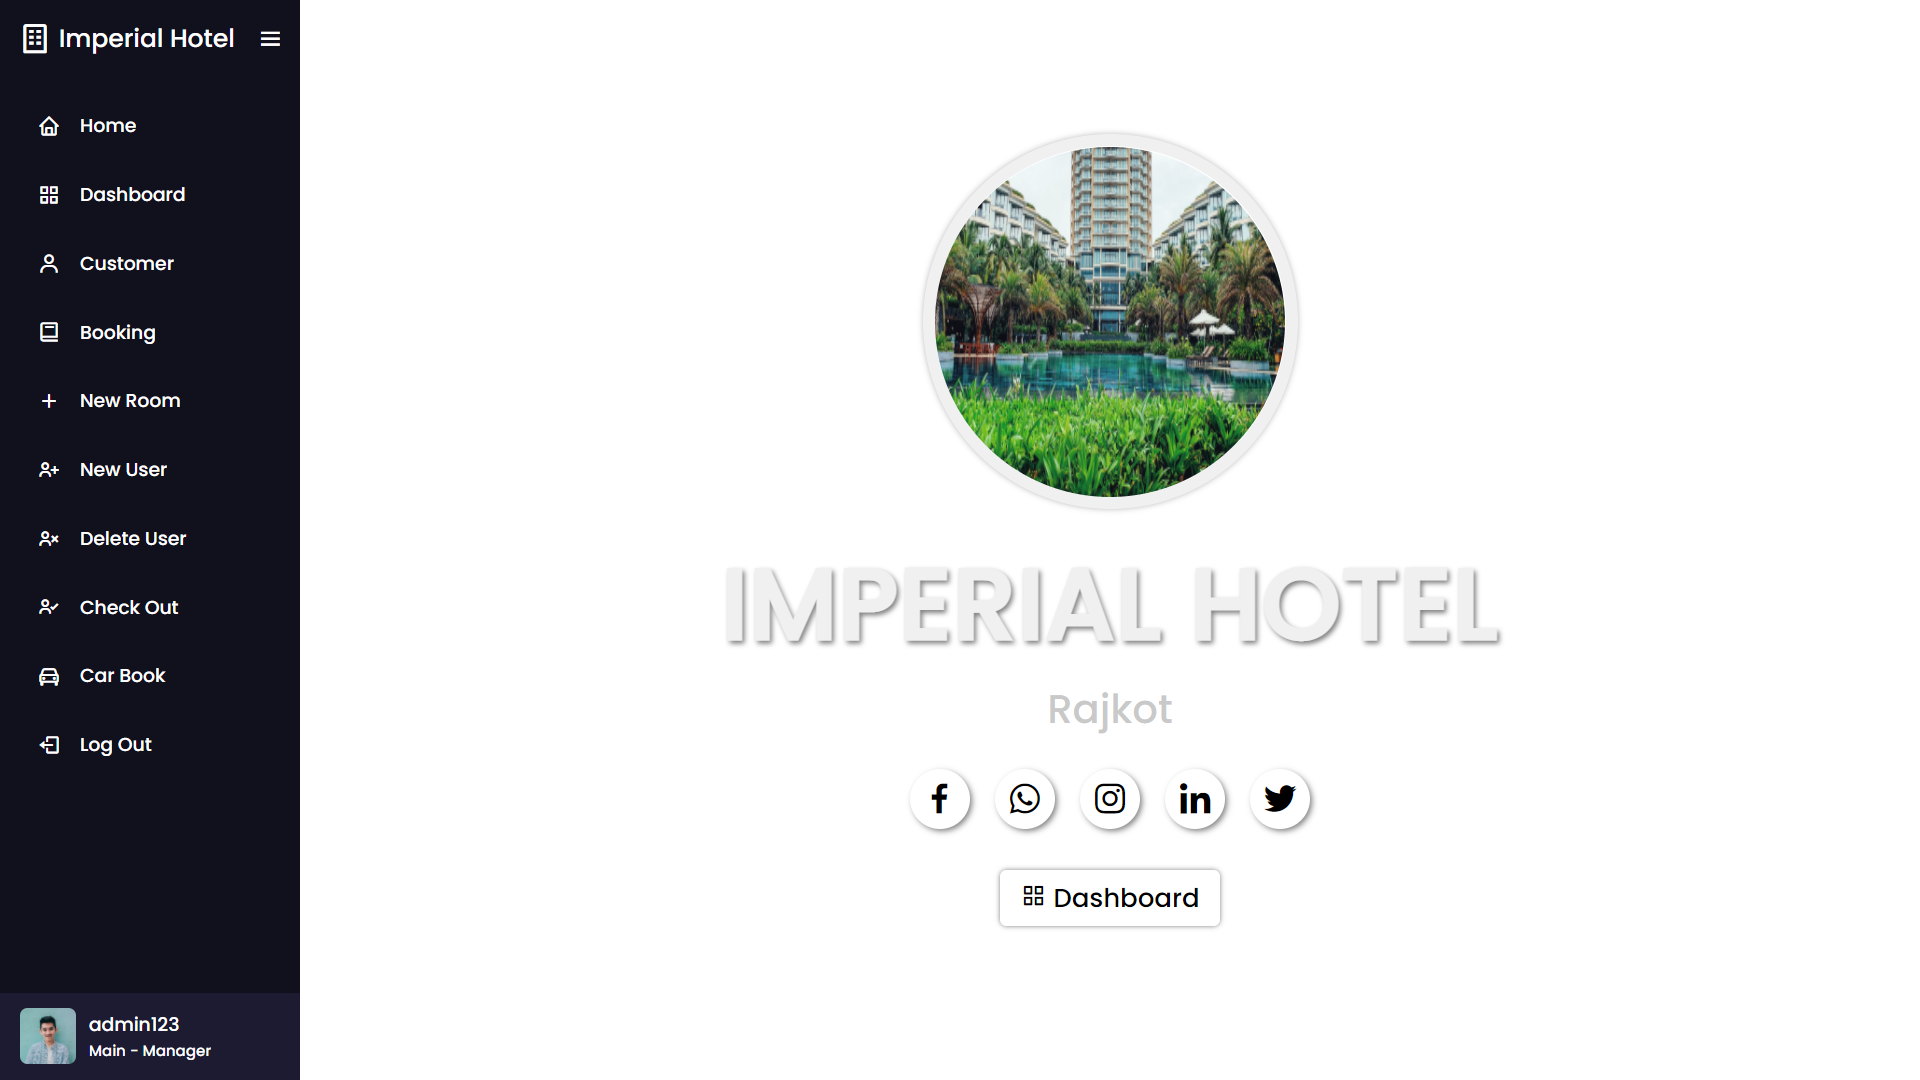 Imperial Hotel
Home
Dashboard
Customer
Booking
New Room
New User
Delete User
Check Out
Car Book
Log Out
admin123
Main - Manager
IMPERIAL HOTEL
Rajkot
Dashboard